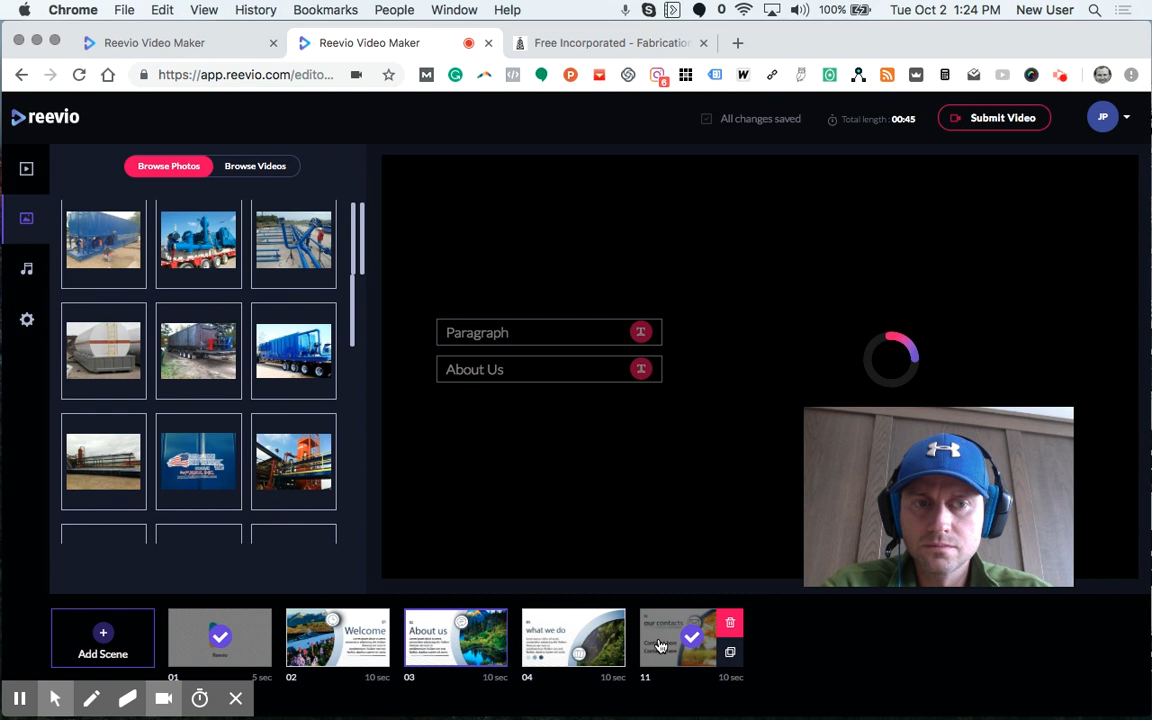 Chrome File Edit View History Bookmarks People Window Help 0 100% Tue Oct 2 1:24 PM New User
Reevio Video Maker Reevio Video Maker Free Incorporated - Fabrication
https://app.reevio.com/edito... 6
reevio All changes saved Total length : 00:45 Submit Video JP
Browse Photos Browse Videos
Paragraph T
About Us T
Add Scene
Reevio
Welcome
About us
what we do
our contacts
01 5 sec 02 10 sec 03 10 sec 04 10 sec 11 10 sec